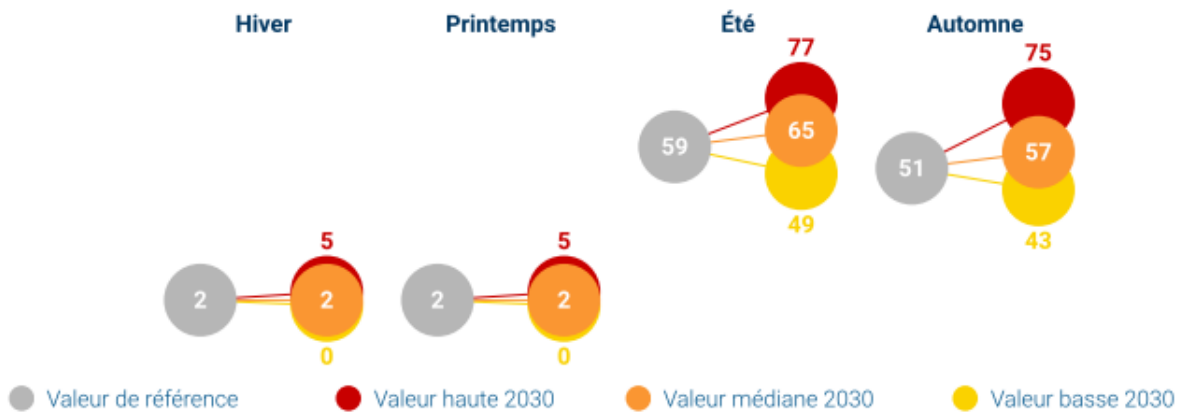 Hiver Printemps Été Automne
77 75
59 65 51 57
49 43
5 5
2 2 2 2
0 0
Valeur de référence Valeur haute 2030 Valeur médiane 2030 Valeur basse 2030